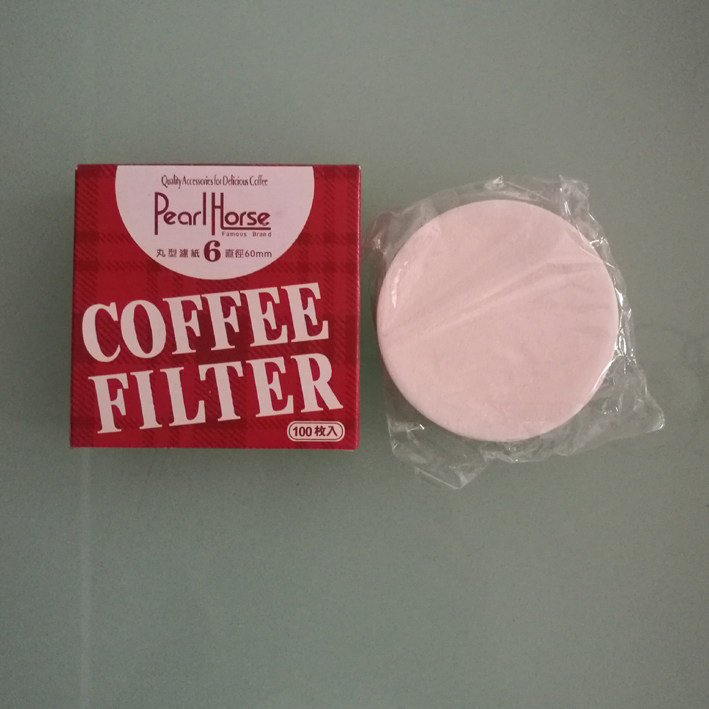 Quality Accessories for Delicious Coffee
Pearl Horse
Famous Brand
丸型濾紙 6 直徑60mm
COFFEE
FILTER
100枚入